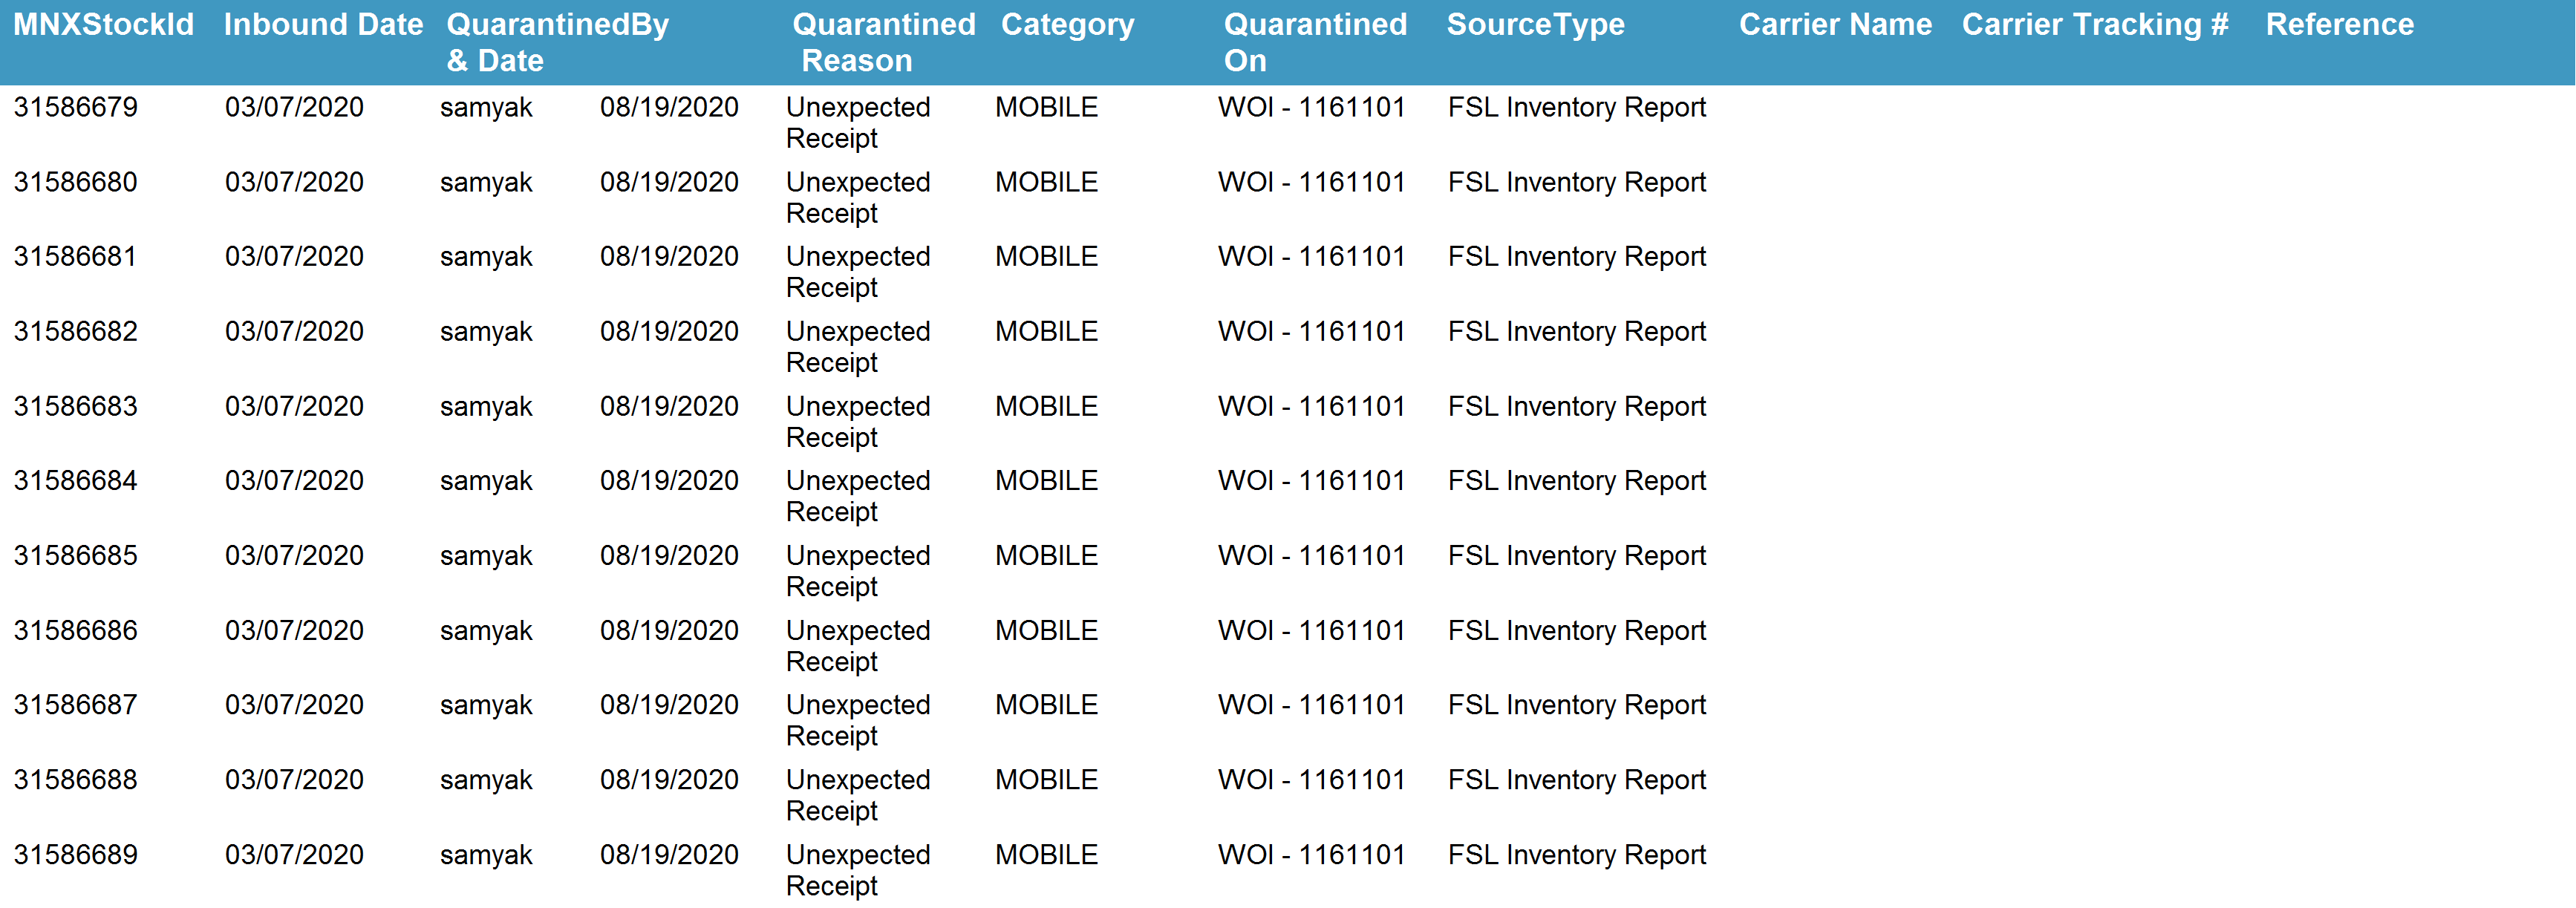 MNXStockId Inbound Date QuarantinedBy Quarantined Category Quarantined SourceType Carrier Name Carrier Tracking # Reference
& Date Reason On
31586679 03/07/2020 samyak 08/19/2020 Unexpected MOBILE WOI - 1161101 FSL Inventory Report
Receipt
31586680 03/07/2020 samyak 08/19/2020 Unexpected MOBILE WOI - 1161101 FSL Inventory Report
Receipt
31586681 03/07/2020 samyak 08/19/2020 Unexpected MOBILE WOI - 1161101 FSL Inventory Report
Receipt
31586682 03/07/2020 samyak 08/19/2020 Unexpected MOBILE WOI - 1161101 FSL Inventory Report
Receipt
31586683 03/07/2020 samyak 08/19/2020 Unexpected MOBILE WOI - 1161101 FSL Inventory Report
Receipt
31586684 03/07/2020 samyak 08/19/2020 Unexpected MOBILE WOI - 1161101 FSL Inventory Report
Receipt
31586685 03/07/2020 samyak 08/19/2020 Unexpected MOBILE WOI - 1161101 FSL Inventory Report
Receipt
31586686 03/07/2020 samyak 08/19/2020 Unexpected MOBILE WOI - 1161101 FSL Inventory Report
Receipt
31586687 03/07/2020 samyak 08/19/2020 Unexpected MOBILE WOI - 1161101 FSL Inventory Report
Receipt
31586688 03/07/2020 samyak 08/19/2020 Unexpected MOBILE WOI - 1161101 FSL Inventory Report
Receipt
31586689 03/07/2020 samyak 08/19/2020 Unexpected MOBILE WOI - 1161101 FSL Inventory Report
Receipt